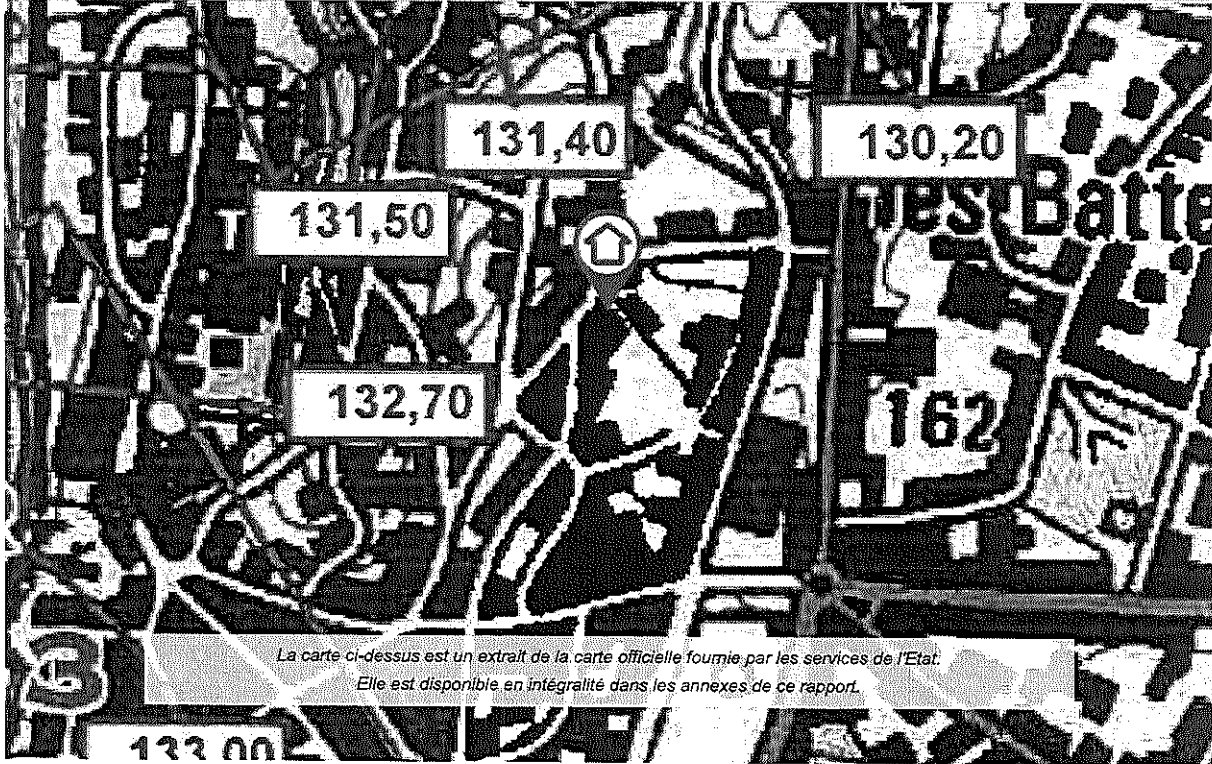 131,40
130,20
131,50
T
des Batte
132,70
162
3
La carte ci-dessus est un extrait de la carte officielle fournie par les services de l'Etat.
Elle est disponible en intégralité dans les annexes de ce rapport.
133,00